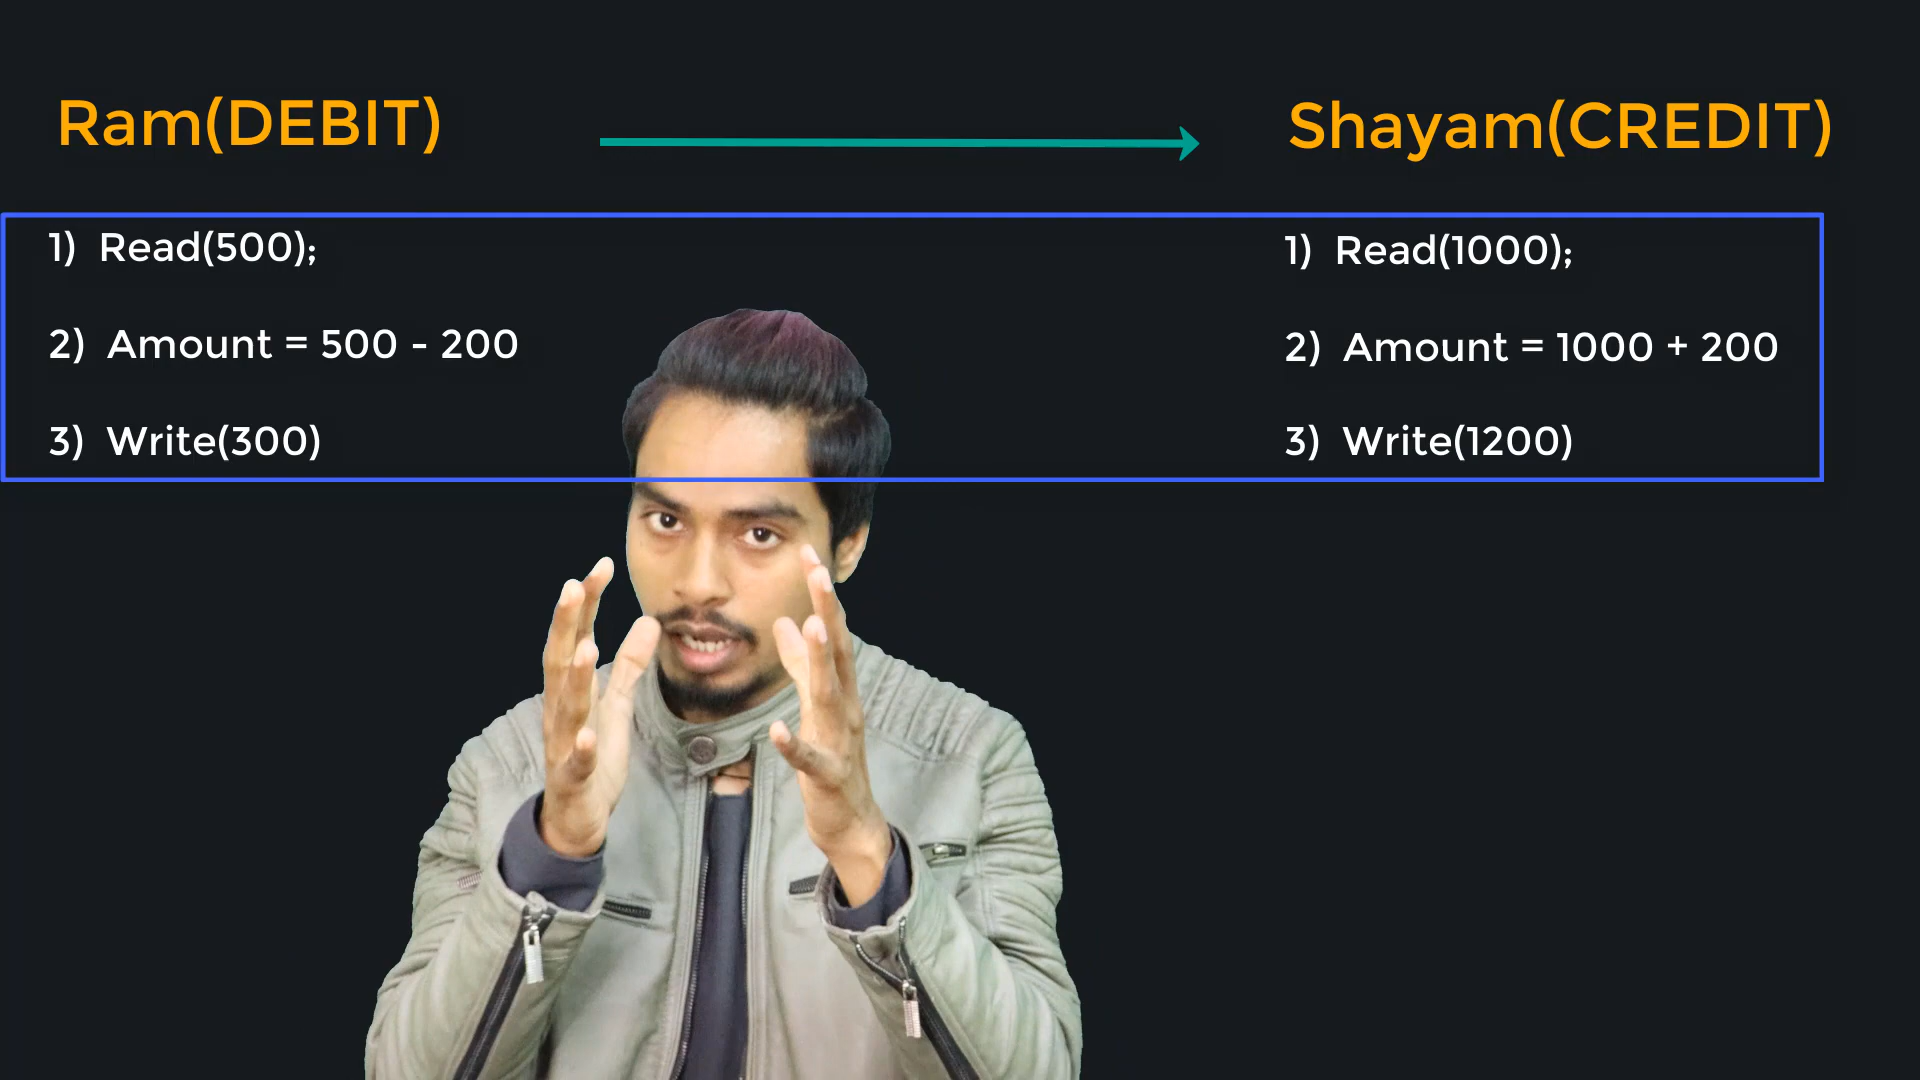 Ram(DEBIT)
Shayam(CREDIT)
1) Read(500);
2) Amount = 500 - 200
3) Write(300)
1) Read(1000);
2) Amount = 1000 + 200
3) Write(1200)